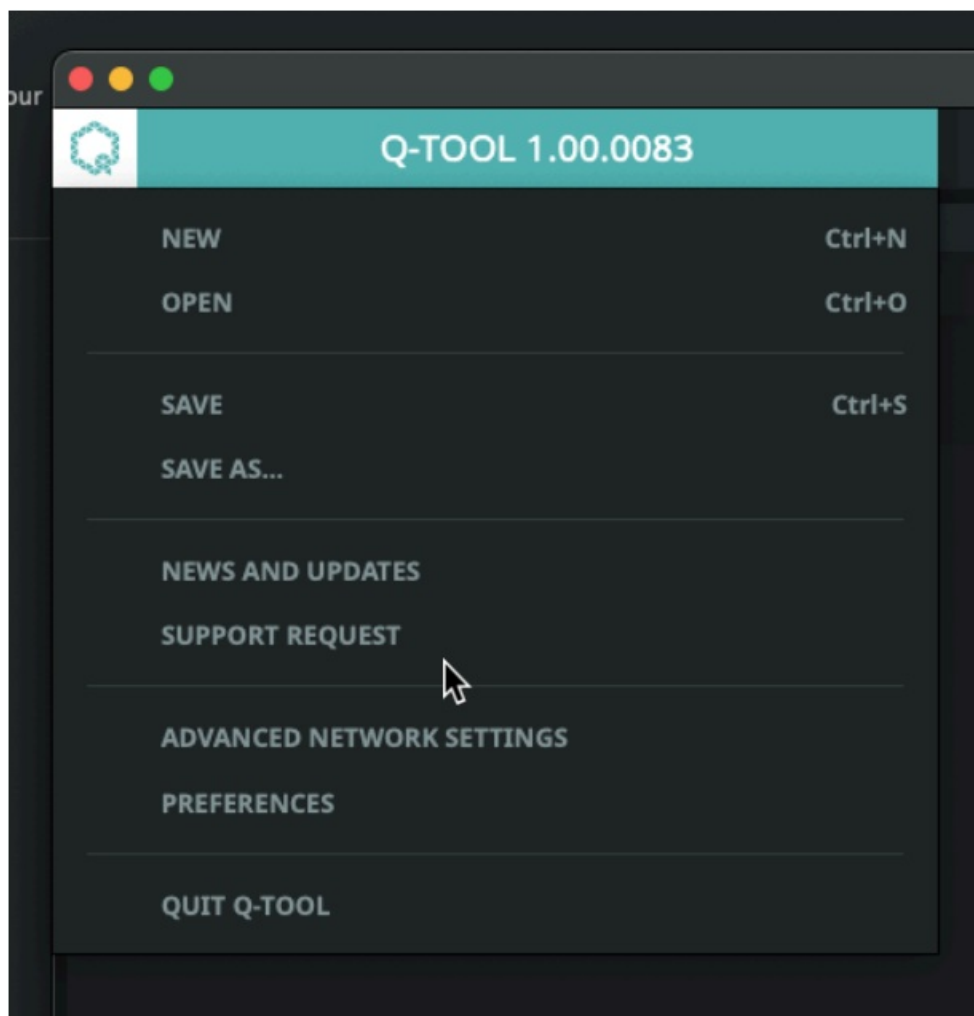 Q-TOOL 1.00.0083
NEW Ctrl+N
OPEN Ctrl+O
SAVE Ctrl+S
SAVE AS...
NEWS AND UPDATES
SUPPORT REQUEST
ADVANCED NETWORK SETTINGS
PREFERENCES
QUIT Q-TOOL